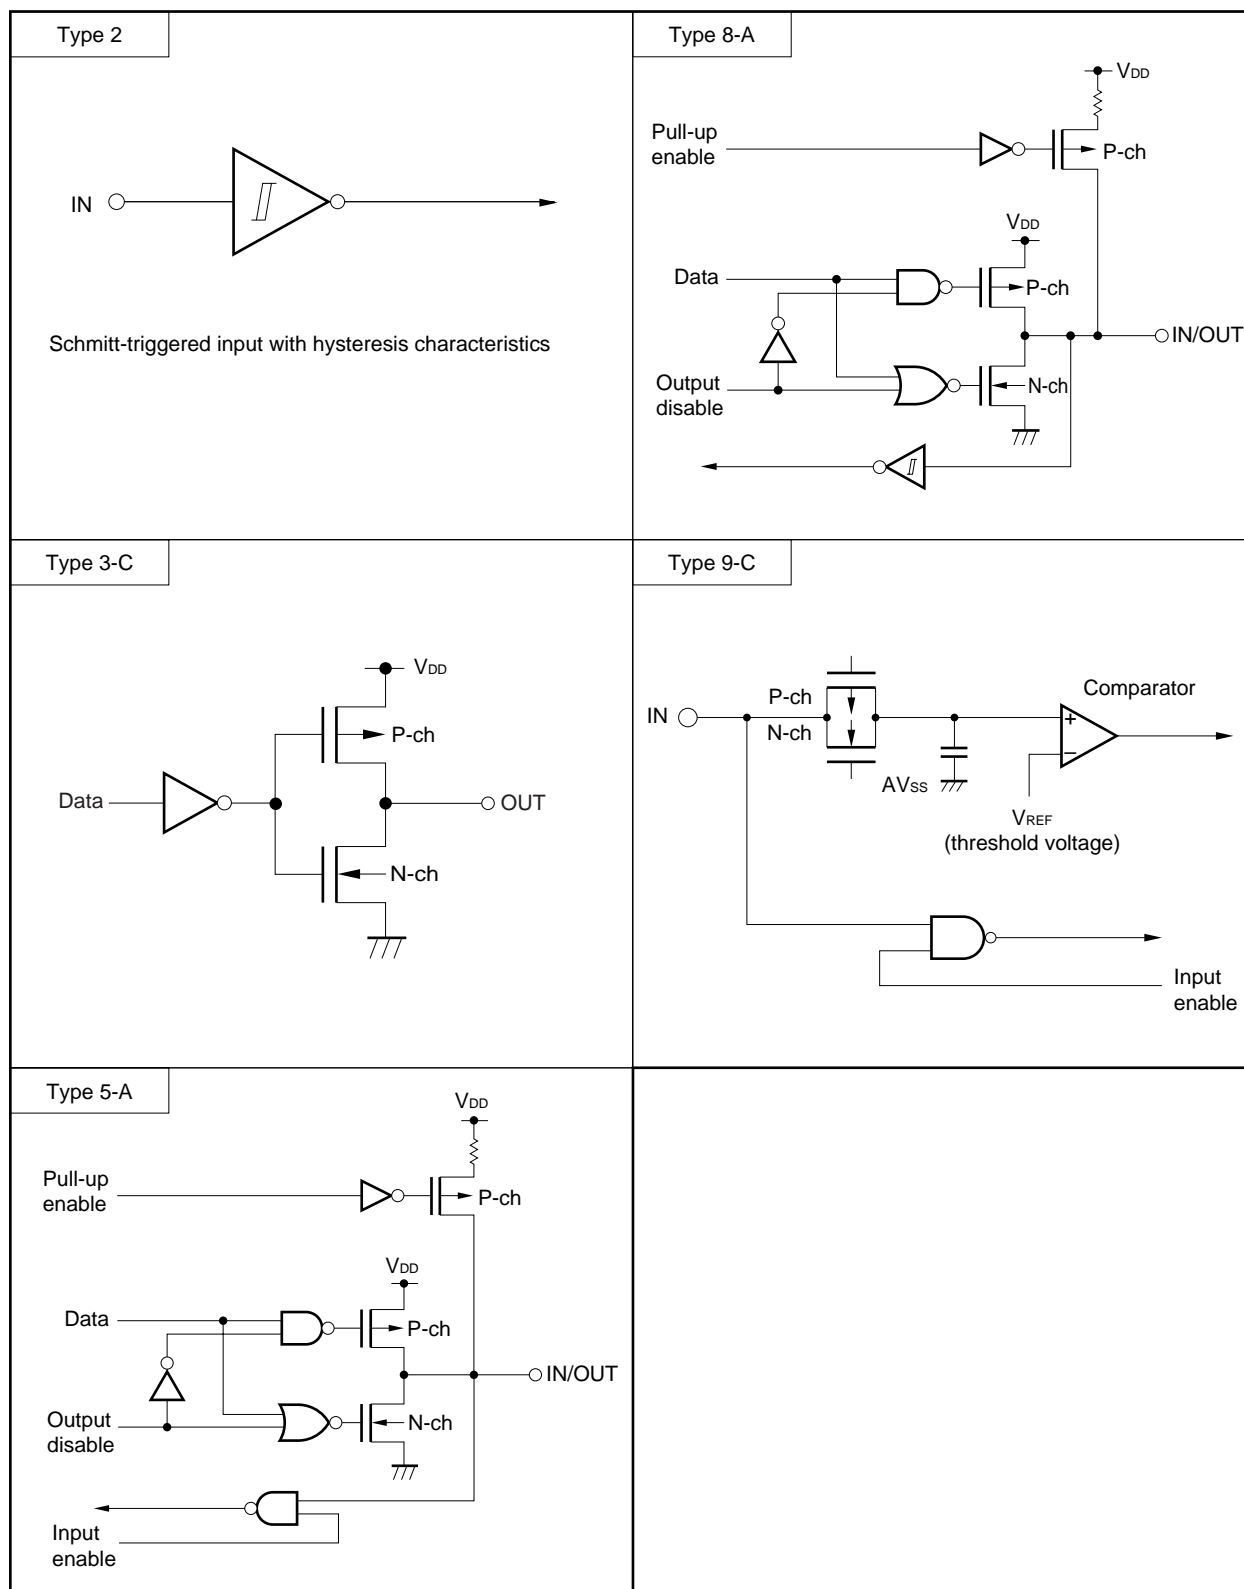 Type 2
IN
Schmitt-triggered input with hysteresis characteristics
Type 8-A
VDD
Pull-up
enable
P-ch
VDD
Data
P-ch
IN/OUT
Output
disable
N-ch
Type 3-C
VDD
P-ch
Data
OUT
N-ch
Type 9-C
P-ch
Comparator
IN
N-ch
+
−
AVSS
VREF
(threshold voltage)
Input
enable
Type 5-A
VDD
Pull-up
enable
P-ch
VDD
Data
P-ch
IN/OUT
Output
disable
N-ch
Input
enable